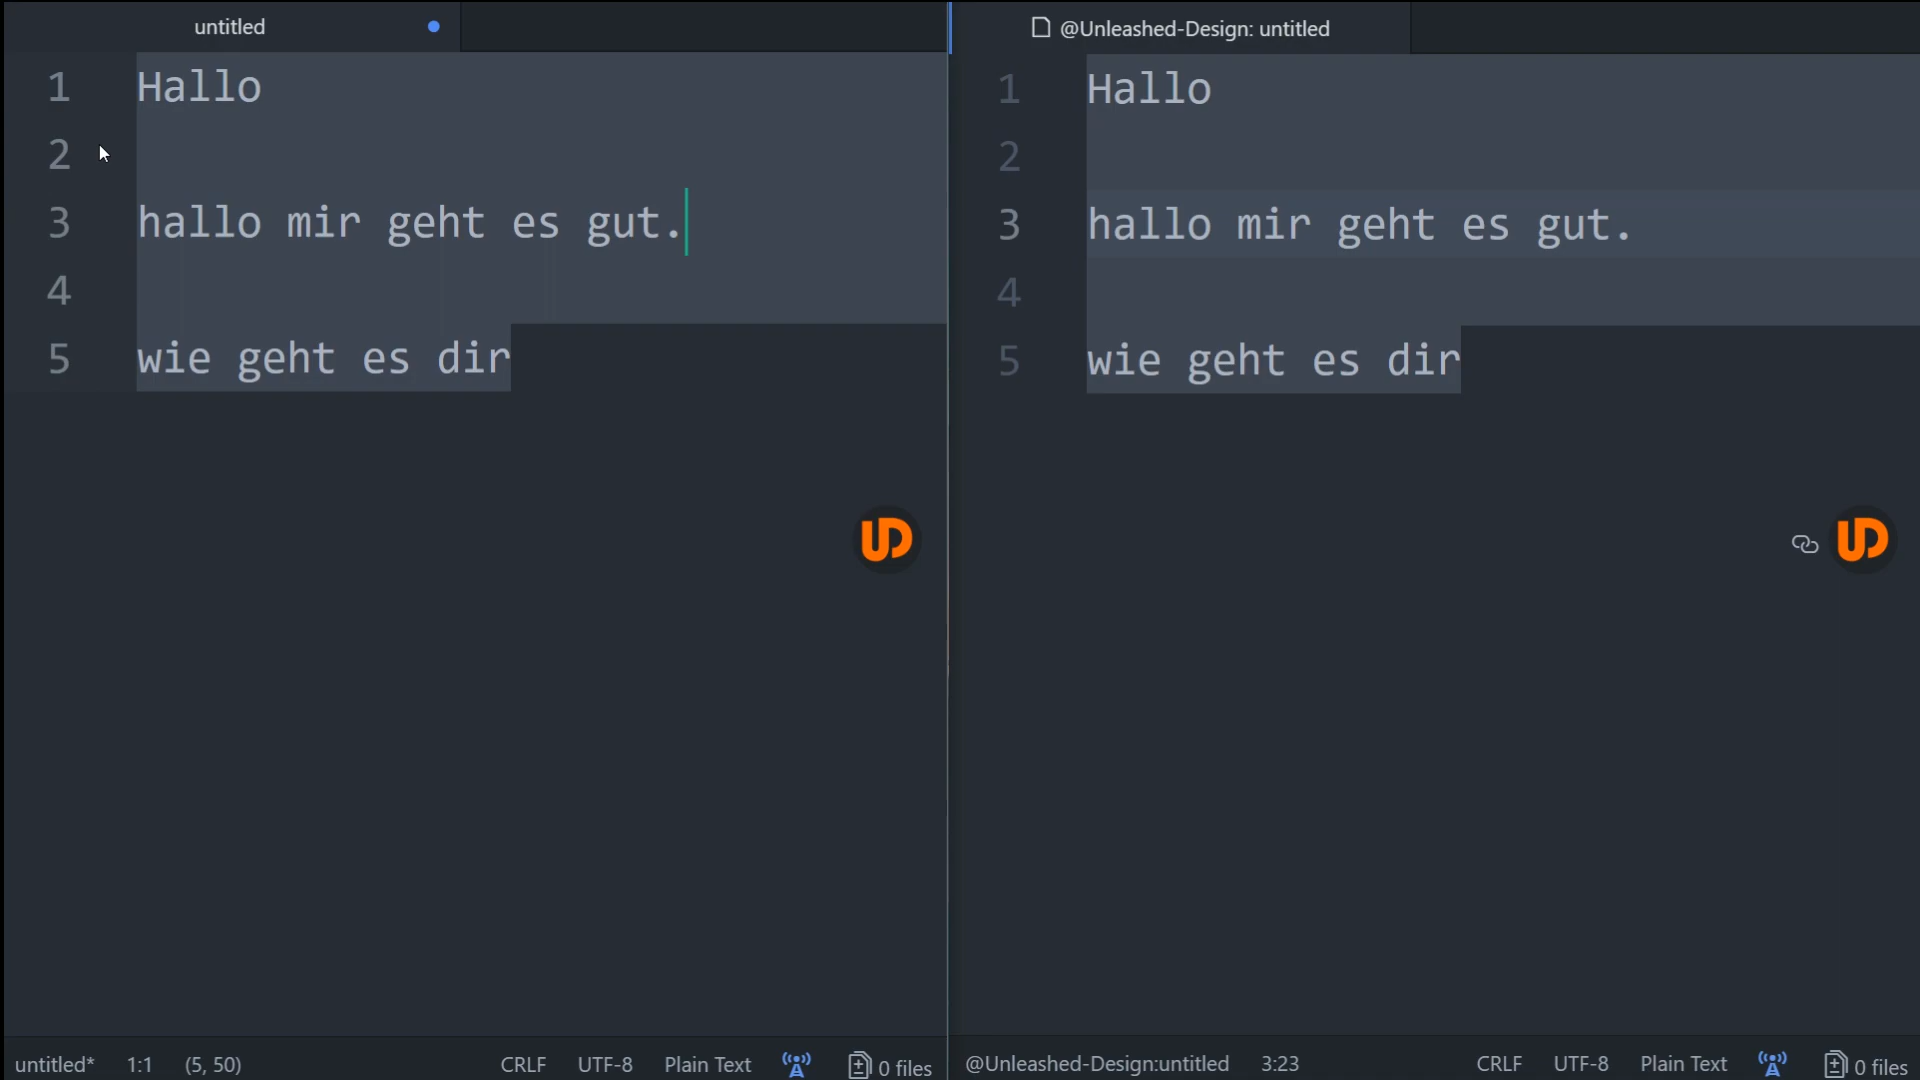 untitled
@Unleashed-Design: untitled
1 Hallo
2
3 hallo mir geht es gut.
4
5 wie geht es dir
1 Hallo
2
3 hallo mir geht es gut.
4
5 wie geht es dir
UD
UD
untitled* 1:1 (5, 50) CRLF UTF-8 Plain Text 0 files
@Unleashed-Design:untitled 3:23 CRLF UTF-8 Plain Text 0 files